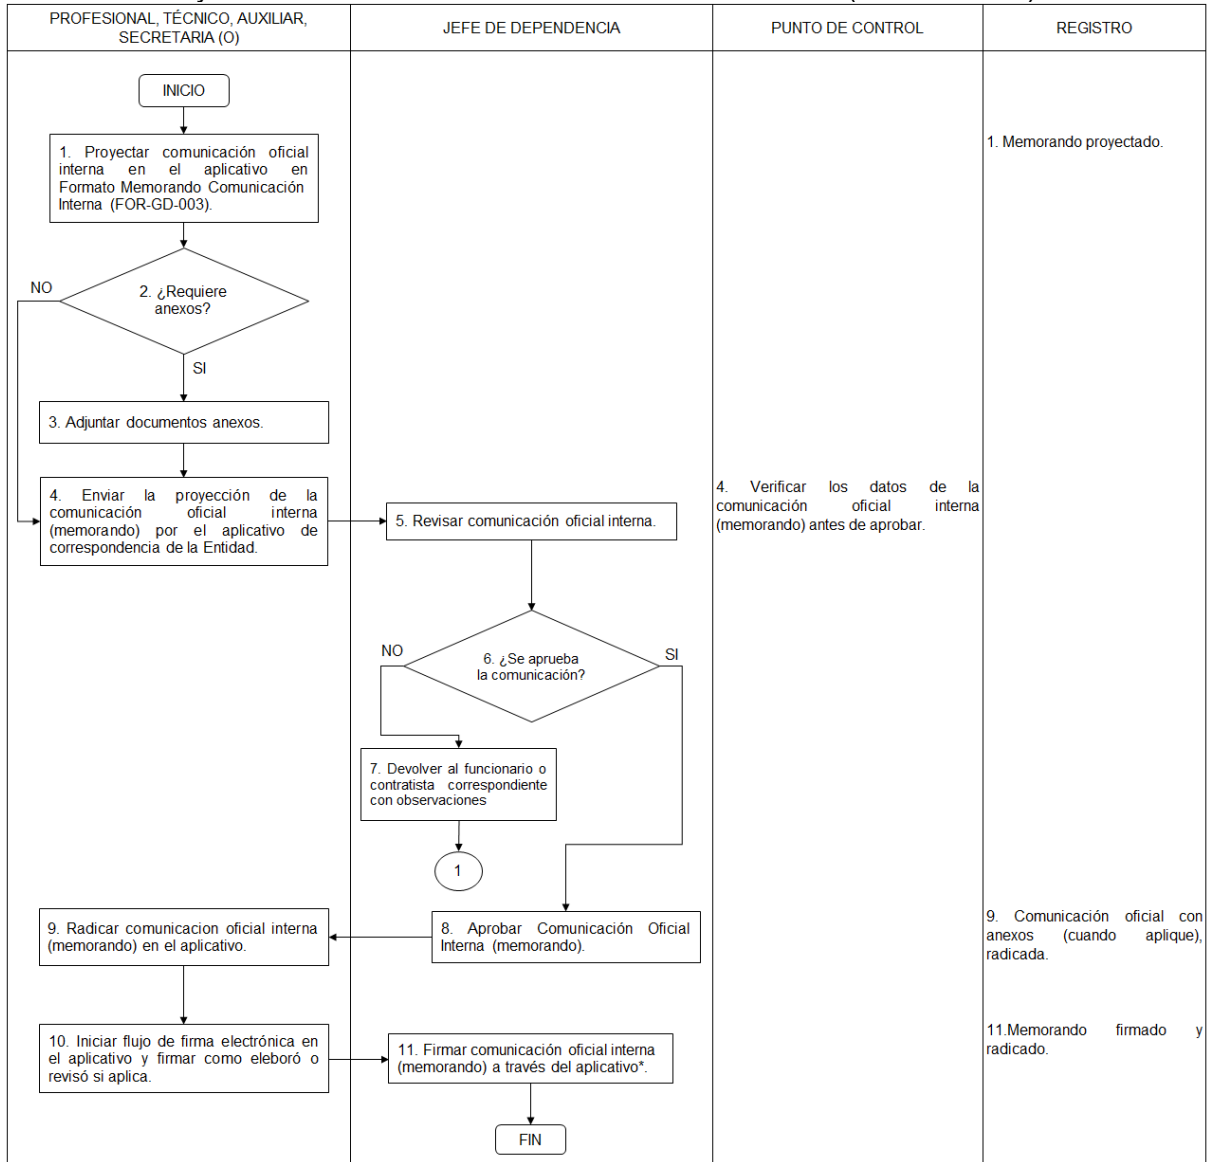 PROFESIONAL, TÉCNICO, AUXILIAR,
SECRETARIA (O)
JEFE DE DEPENDENCIA
PUNTO DE CONTROL
REGISTRO
INICIO
1. Proyectar comunicación oficial
interna en el aplicativo en
Formato Memorando Comunicación
Interna (FOR-GD-003).
1. Memorando proyectado.
NO
2. ¿Requiere
anexos?
SI
3. Adjuntar documentos anexos.
4. Enviar la proyección de la
comunicación oficial interna
(memorando) por el aplicativo de
correspondencia de la Entidad.
5. Revisar comunicación oficial interna.
4. Verificar los datos de la
comunicación oficial interna
(memorando) antes de aprobar.
NO
6. ¿Se aprueba
la comunicación?
SI
7. Devolver al funcionario o
contratista correspondiente
con observaciones
1
9. Radicar comunicacion oficial interna
(memorando) en el aplicativo.
8. Aprobar Comunicación Oficial
Interna (memorando).
9. Comunicación oficial con
anexos (cuando aplique),
radicada.
10. Iniciar flujo de firma electrónica en
el aplicativo y firmar como eleboró o
revisó si aplica.
11. Firmar comunicación oficial interna
(memorando) a través del aplicativo*.
11.Memorando firmado y
radicado.
FIN